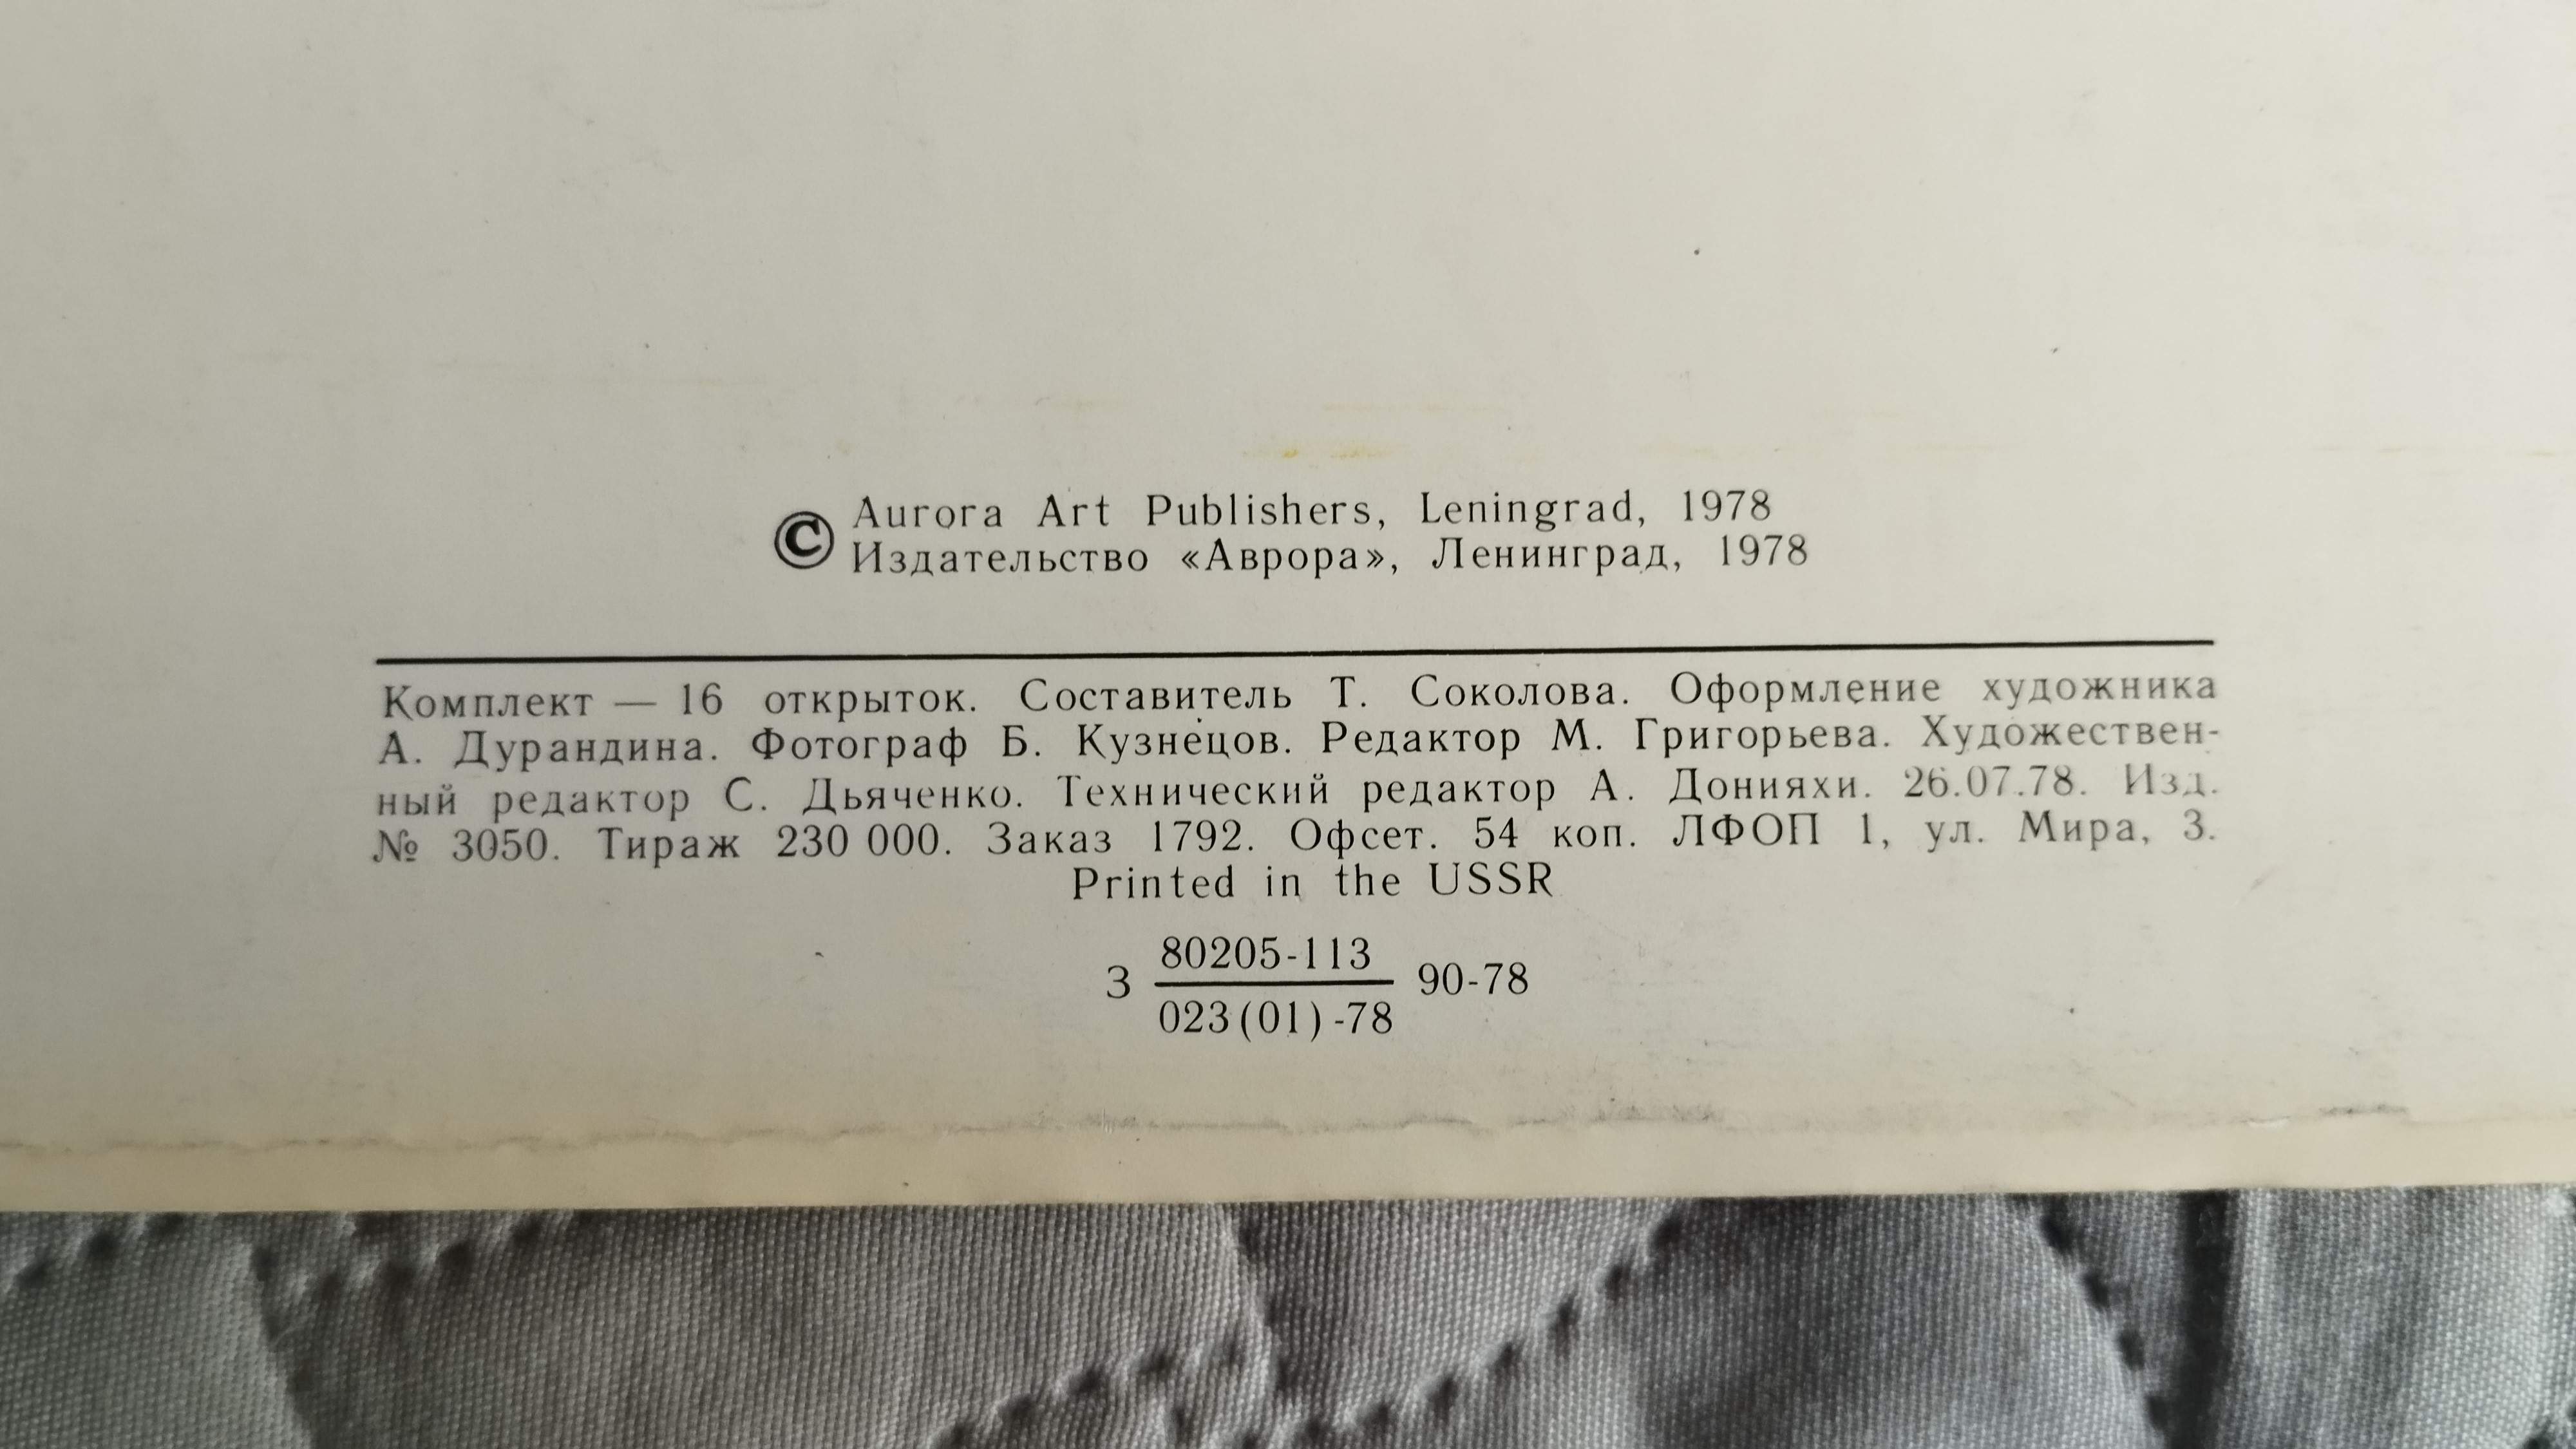 © Aurora Art Publishers, Leningrad, 1978
Издательство «Аврора», Ленинград, 1978
Комплект — 16 открыток. Составитель Т. Соколова. Оформление художника
А. Дурандина. Фотограф Б. Кузнецов. Редактор М. Григорьева. Художествен-
ный редактор С. Дьяченко. Технический редактор А. Донияхи. 26.07.78. Изд.
№ 3050. Тираж 230 000. Заказ 1792. Офсет. 54 коп. ЛФОП 1, ул. Мира, 3.
Printed in the USSR
80205-113
З 90-78
023(01)-78